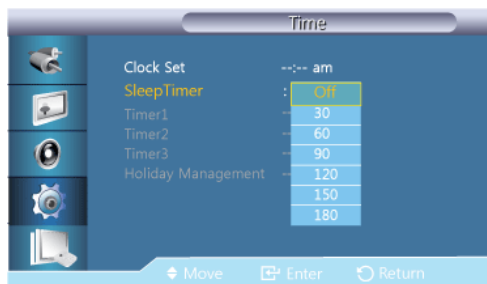 Time
Clock Set --:-- am
SleepTimer : Off
Timer1 -- 30
Timer2 -- 60
Timer3 -- 90
Holiday Management -- 120
150
180
Move Enter Return